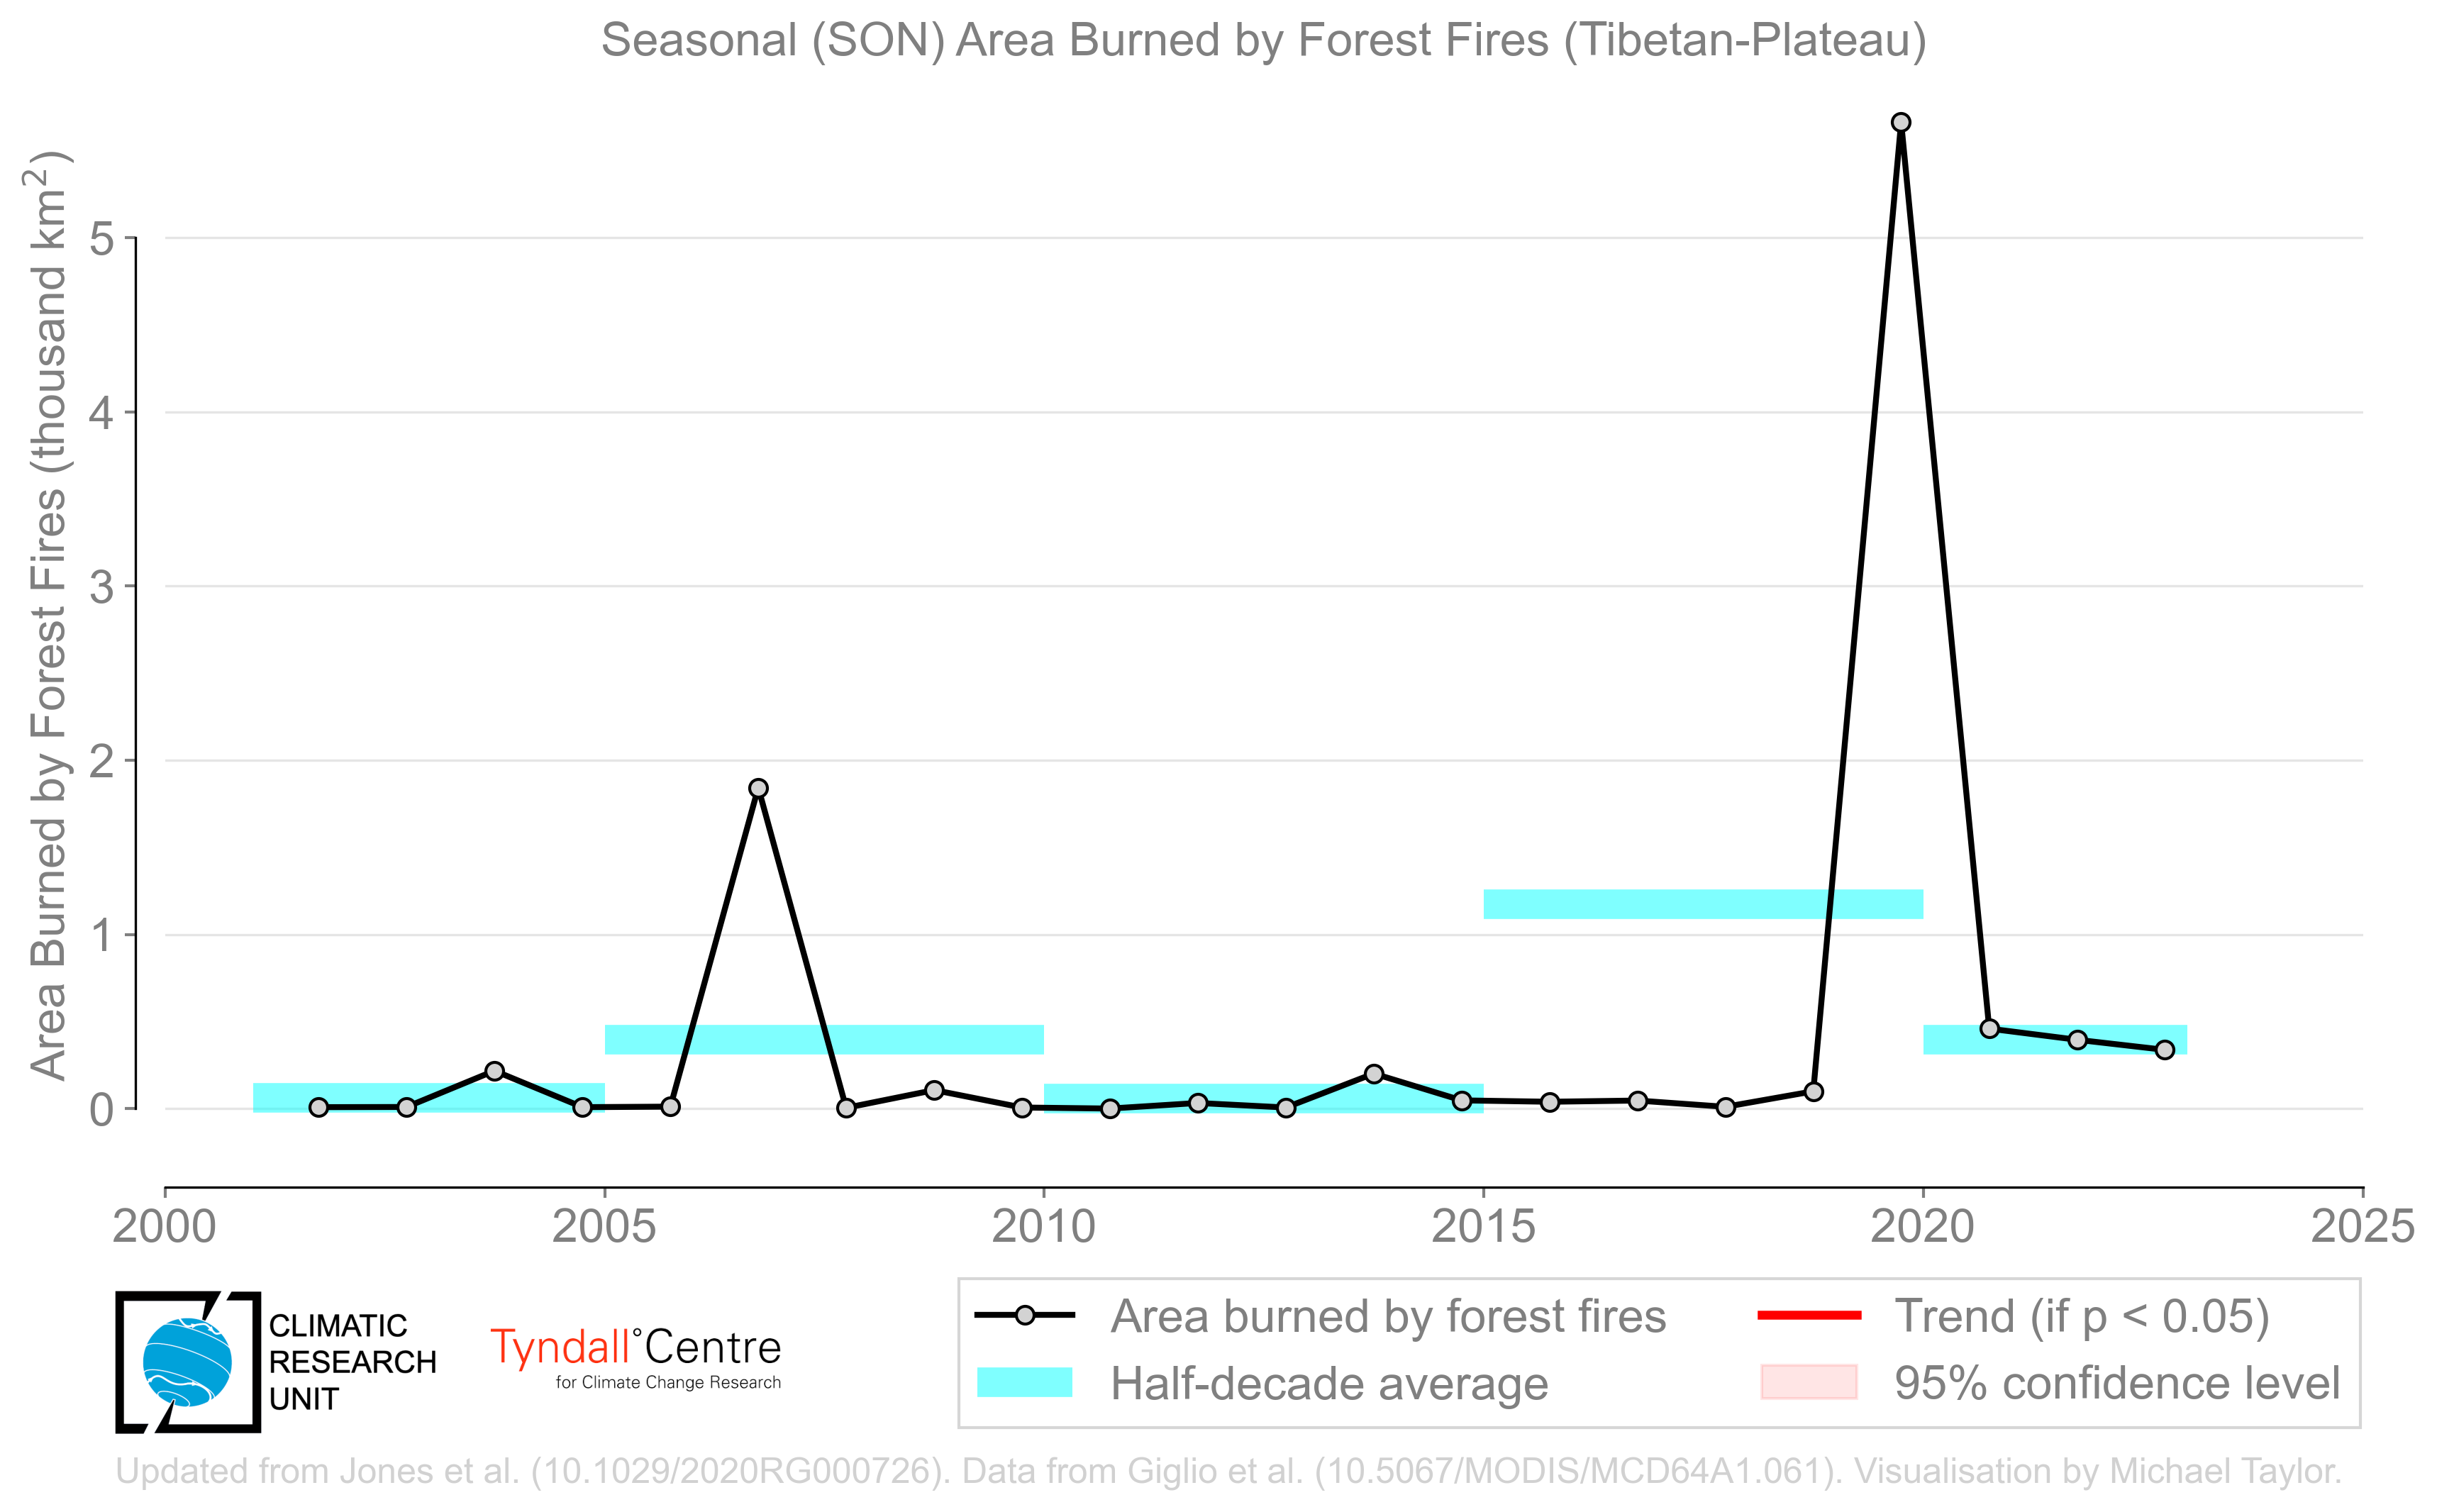 Seasonal (SON) Area Burned by Forest Fires (Tibetan-Plateau)
Area Burned by Forest Fires (thousand km²)
5
4
3
2
1
0
2000 2005 2010 2015 2020 2025
CLIMATIC
RESEARCH
UNIT
Tyndall°Centre
for Climate Change Research
Area burned by forest fires
Trend (if p < 0.05)
Half-decade average
95% confidence level
Updated from Jones et al. (10.1029/2020RG000726). Data from Giglio et al. (10.5067/MODIS/MCD64A1.061). Visualisation by Michael Taylor.